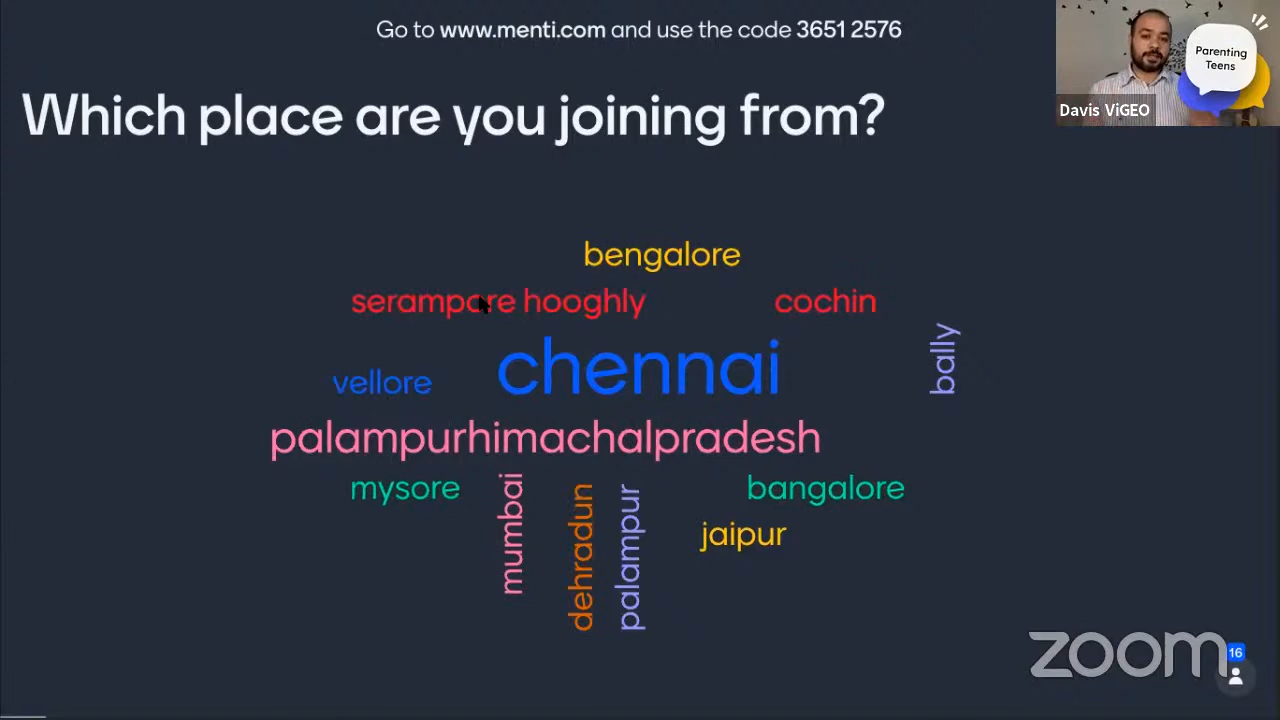 Go to www.menti.com and use the code 3651 2576
Parenting
Teens
Davis ViGEO
Which place are you joining from?
bengalore
serampore hooghly
cochin
bally
chennai
vellore
palampurhimachalpradesh
mysore
mumbai
dehradun
palampur
bangalore
jaipur
zoom
16